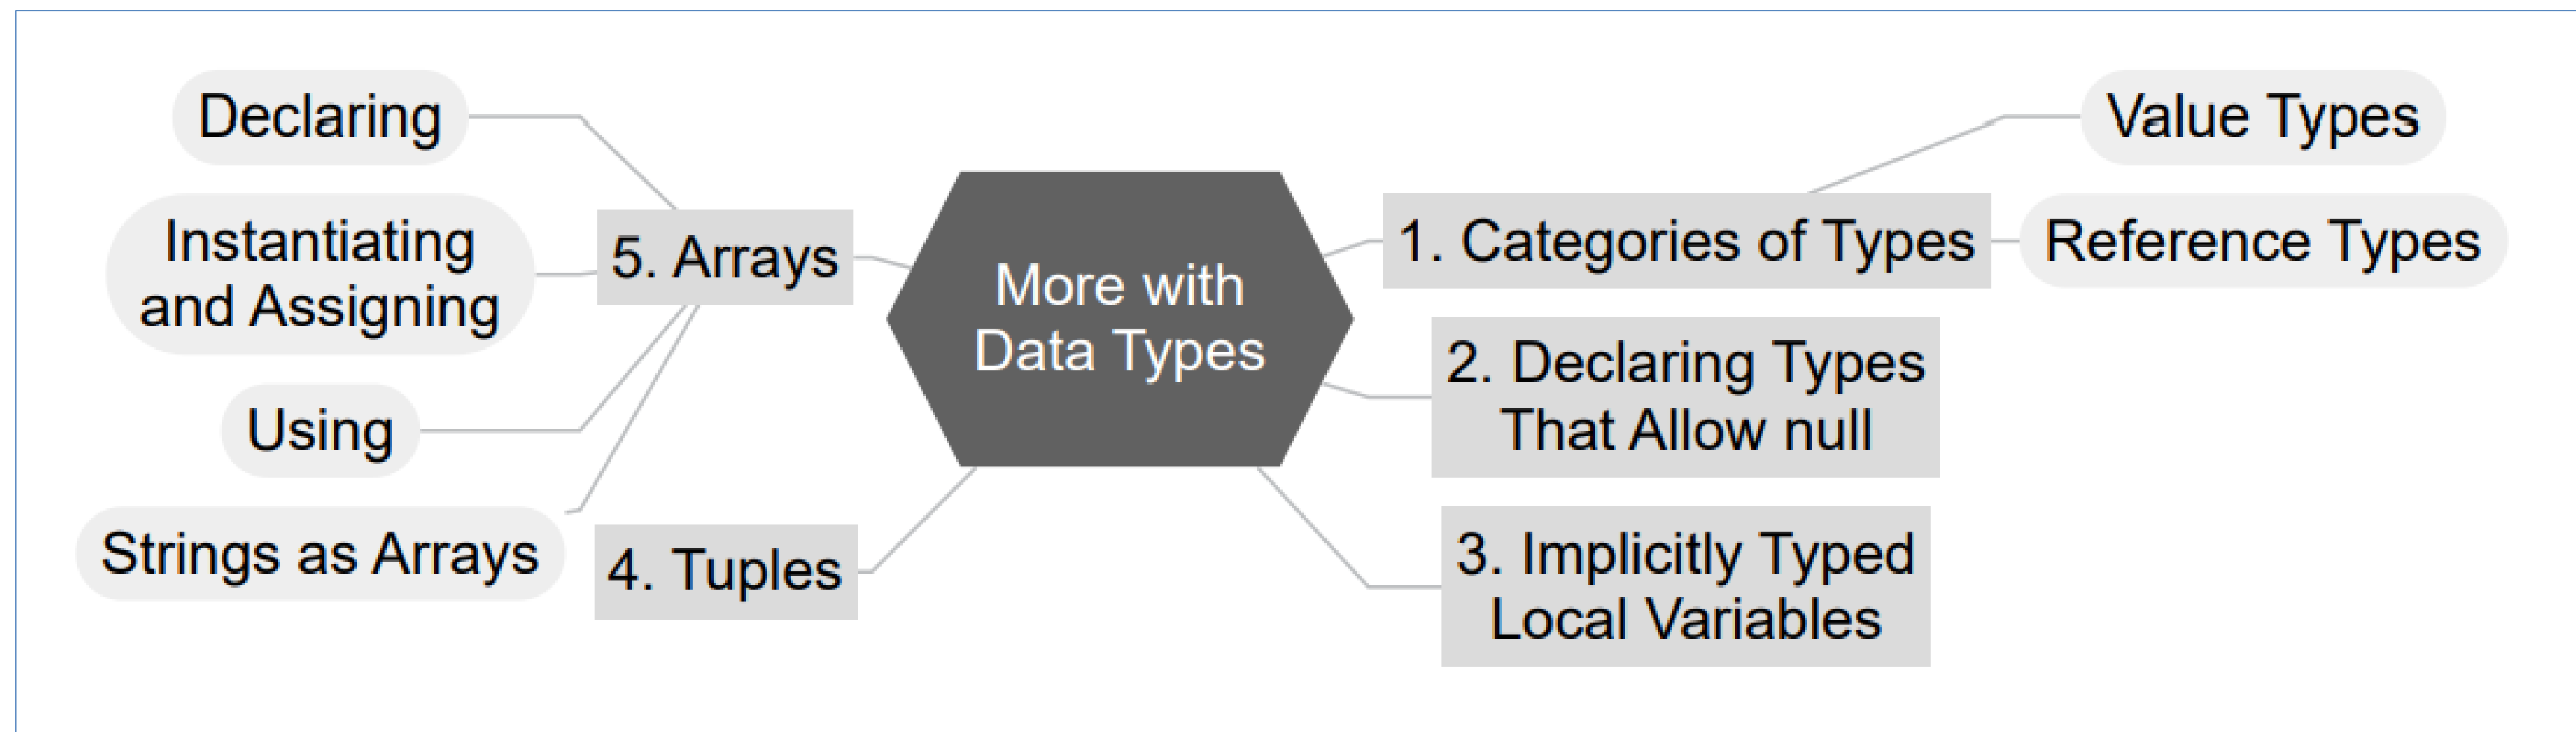 More with
Data Types
1. Categories of Types
Value Types
Reference Types
2. Declaring Types
That Allow null
3. Implicitly Typed
Local Variables
4. Tuples
5. Arrays
Declaring
Instantiating
and Assigning
Using
Strings as Arrays